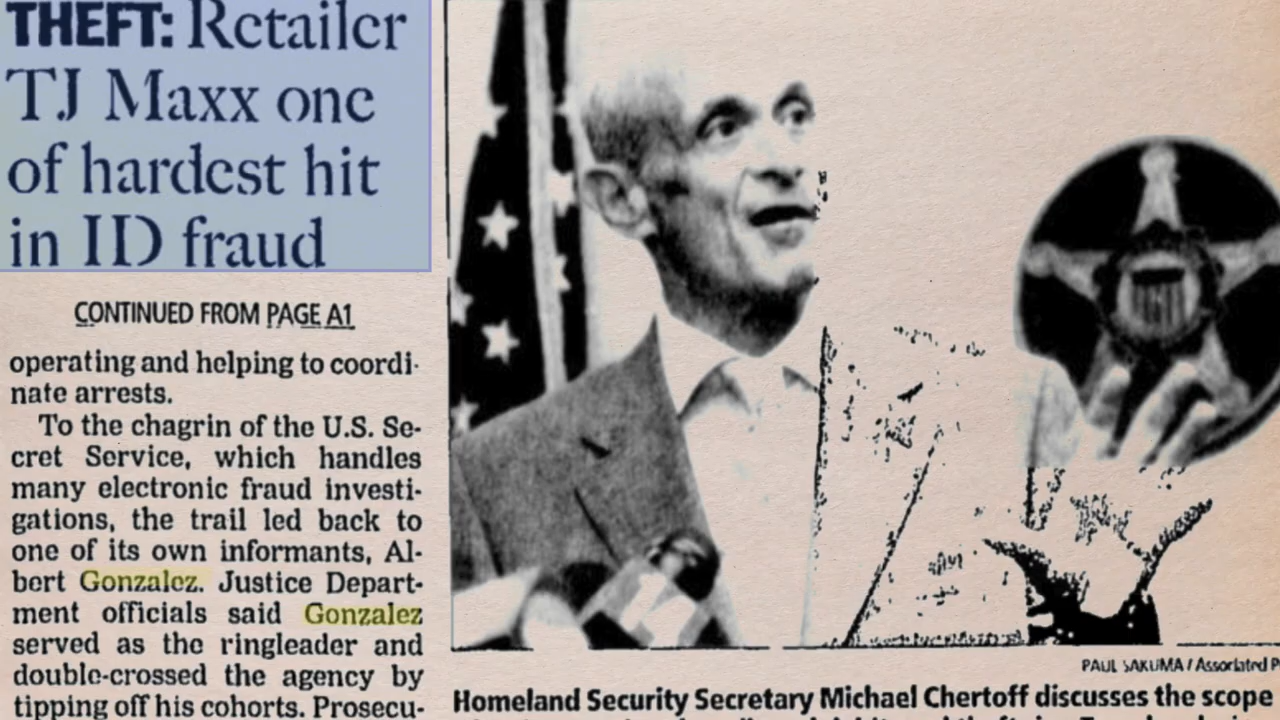 THEFT: Retailer
TJ Maxx one
of hardest hit
in ID fraud
CONTINUED FROM PAGE A1
operating and helping to coordi-
nate arrests.
To the chagrin of the U.S. Se-
cret Service, which handles
many electronic fraud investi-
gations, the trail led back to
one of its own informants, Al-
bert Gonzalez. Justice Depart-
ment officials said Gonzalez
served as the ringleader and
double-crossed the agency by
tipping off his cohorts. Prosecu-
PAUL SAKUMA / Associated P
Homeland Security Secretary Michael Chertoff discusses the scope